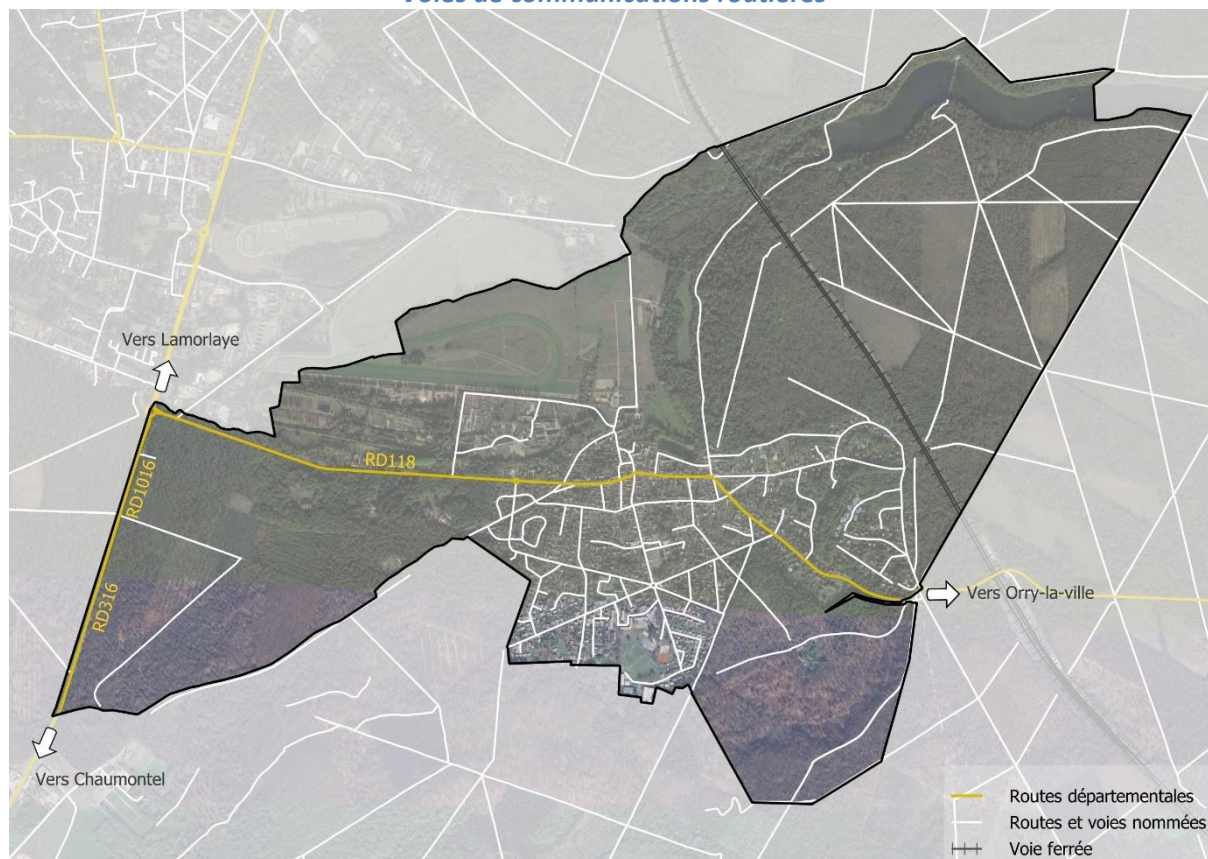 Voies de communications routières
Vers Lamorlaye
RD118
RD1016
RD316
Vers Orry-la-ville
Vers Chaumontel
Routes départementales
Routes et voies nommées
Voie ferrée